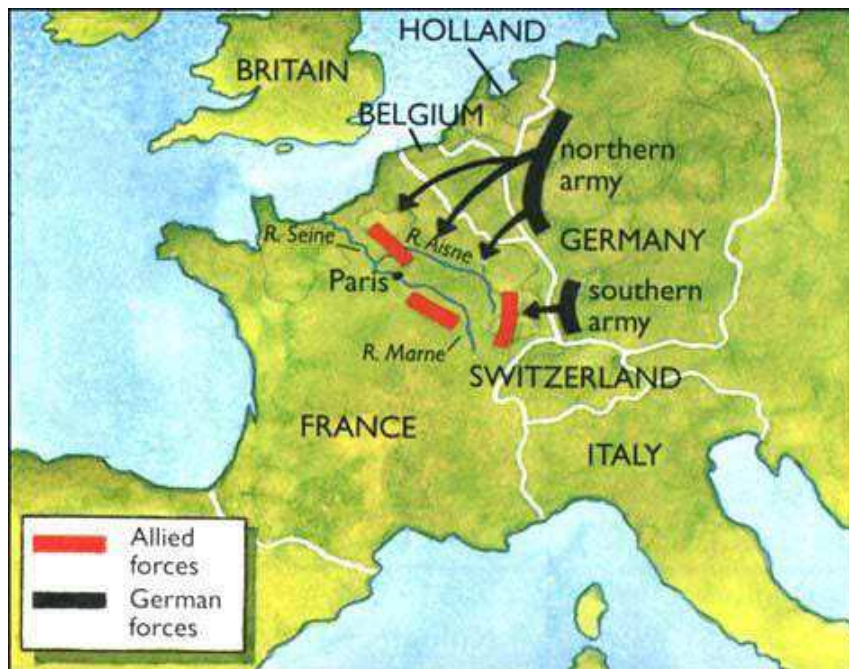 HOLLAND
BRITAIN
BELGIUM
northern
army
R. Seine
R. Aisne
GERMANY
Paris
southern
army
R. Marne
SWITZERLAND
FRANCE
ITALY
Allied
forces
German
forces